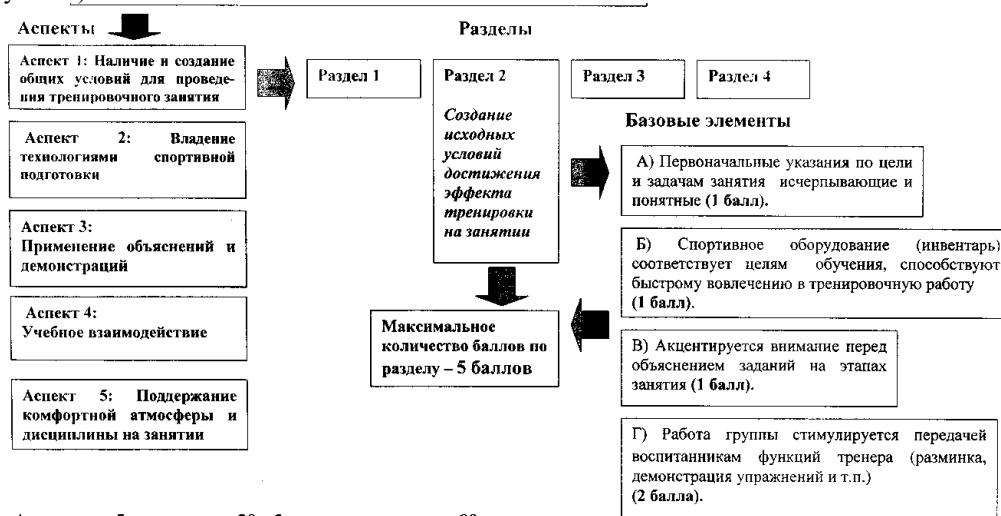 Аспекты
Разделы
Аспект 1: Наличие и создание
общих условий для проведе-
ния тренировочного занятия
Аспект 2: Владение
технологиями спортивной
подготовки
Аспект 3:
Применение объяснений и
демонстраций
Аспект 4:
Учебное взаимодействие
Аспект 5: Поддержание
комфортной атмосферы и
дисциплины на занятии
Раздел 1
Раздел 2
Создание
исходных
условий
достижения
эффекта
тренировки
на занятии
Раздел 3
Раздел 4
Максимальное
количество баллов по
разделу – 5 баллов
Базовые элементы
А) Первоначальные указания по цели
и задачам занятия исчерпывающие и
понятные (1 балл).
Б) Спортивное оборудование (инвентарь)
соответствует целям обучения, способствуют
быстрому вовлечению в тренировочную работу
(1 балл).
В) Акцентируется внимание перед
объяснением заданий на этапах
занятия (1 балл).
Г) Работа группы стимулируется передачей
воспитанникам функций тренера (разминка,
демонстрация упражнений и т.п.)
(2 балла).